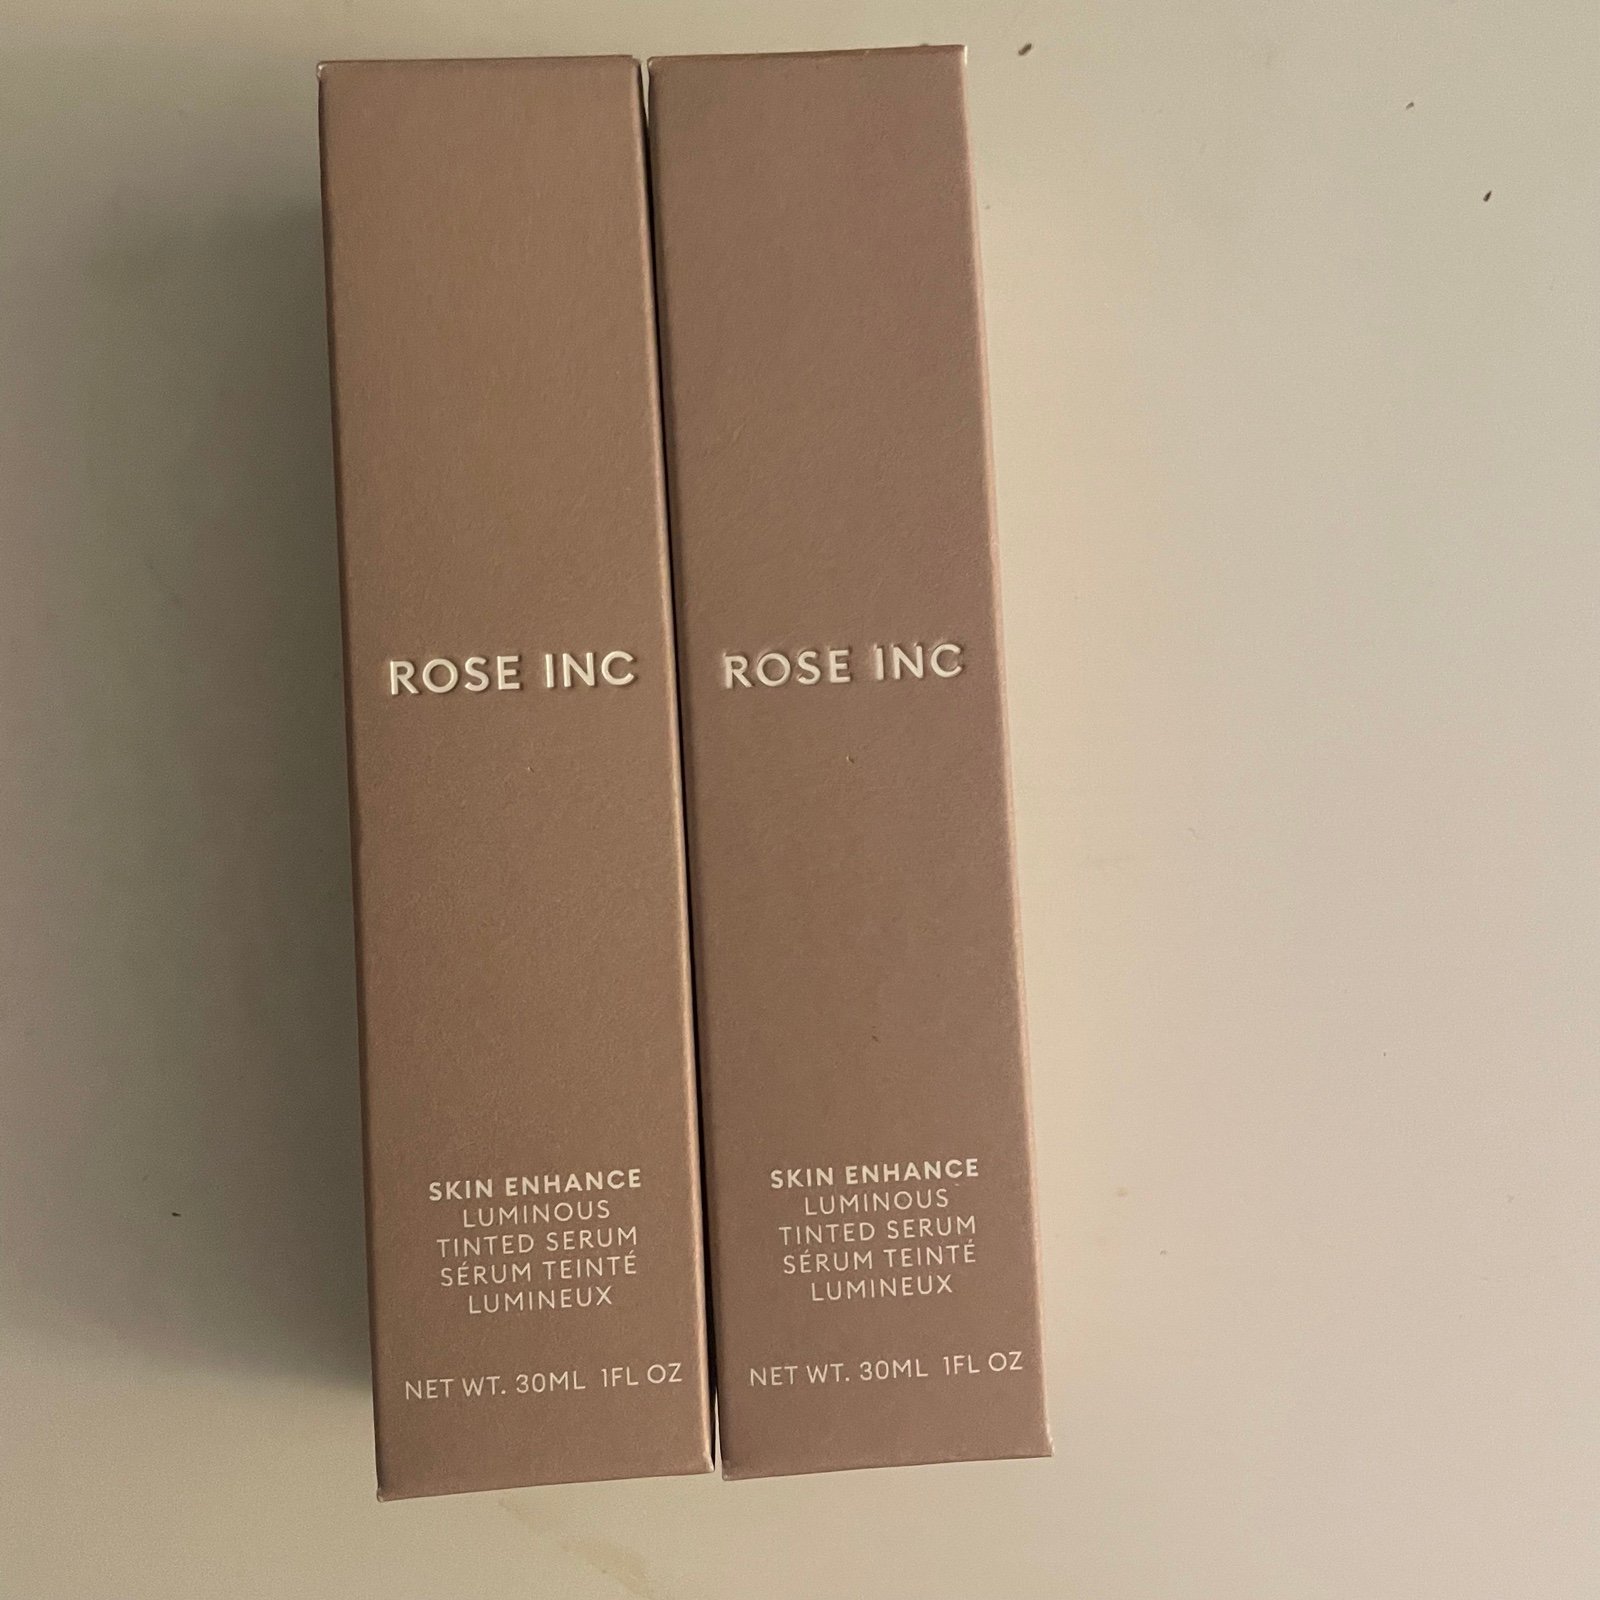 ROSE INC
SKIN ENHANCE
LUMINOUS
TINTED SERUM
SÉRUM TEINTÉ
LUMINEUX
NET WT. 30ML 1FL OZ
ROSE INC
SKIN ENHANCE
LUMINOUS
TINTED SERUM
SÉRUM TEINTÉ
LUMINEUX
NET WT. 30ML 1FL OZ